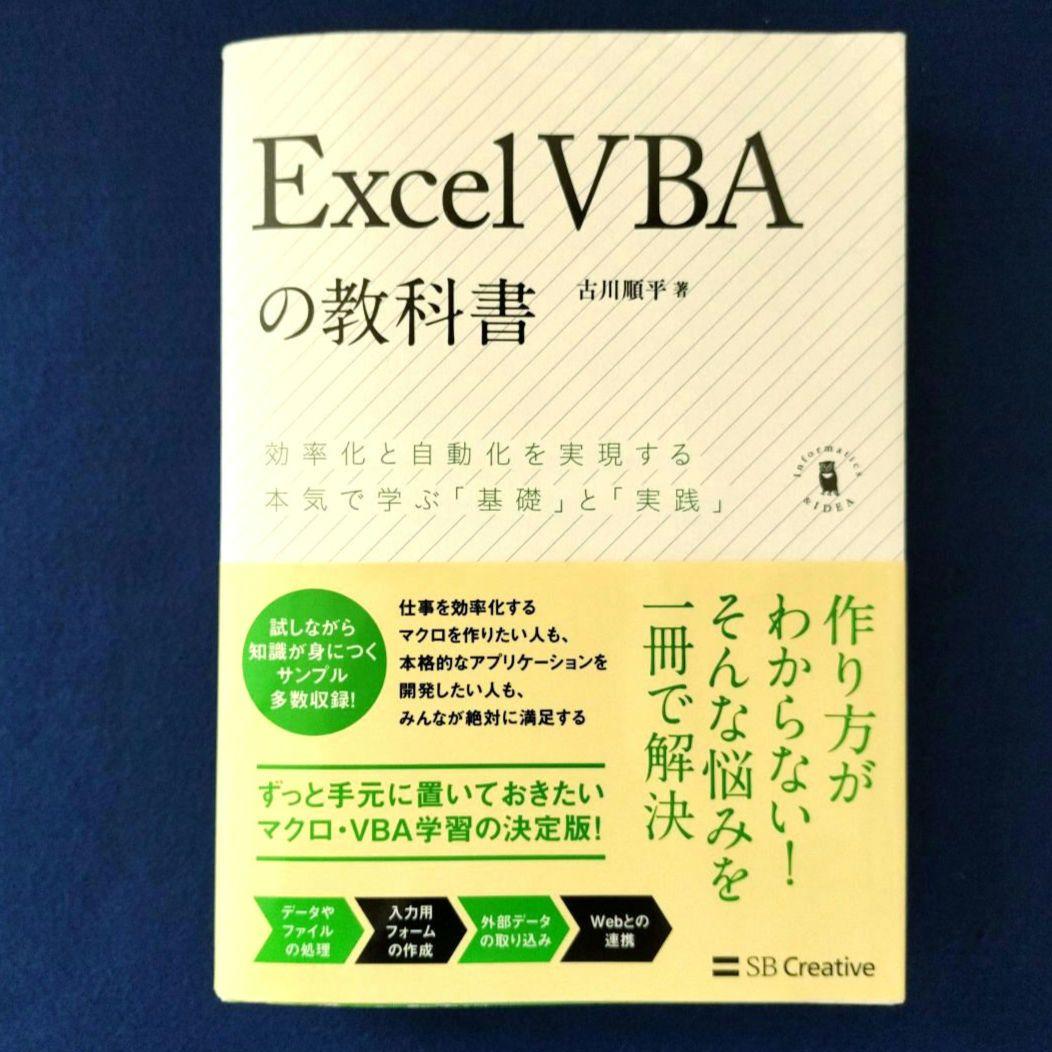 Excel VBA
の教科書
古川順平 著
効率化と自動化を実現する
本気で学ぶ「基礎」と「実践」
informatics
&IDEA
試しながら
知識が身につく
サンプル
多数収録!
仕事を効率化する
マクロを作りたい人も、
本格的なアプリケーションを
開発したい人も、
みんなが絶対に満足する
作り方が
わからない!
そんな悩みを
一冊で解決
ずっと手元に置いておきたい
マクロ・VBA学習の決定版!
データや
ファイル
の処理
入力用
フォーム
の作成
外部データ
の取り込み
Webとの
連携
SB Creative